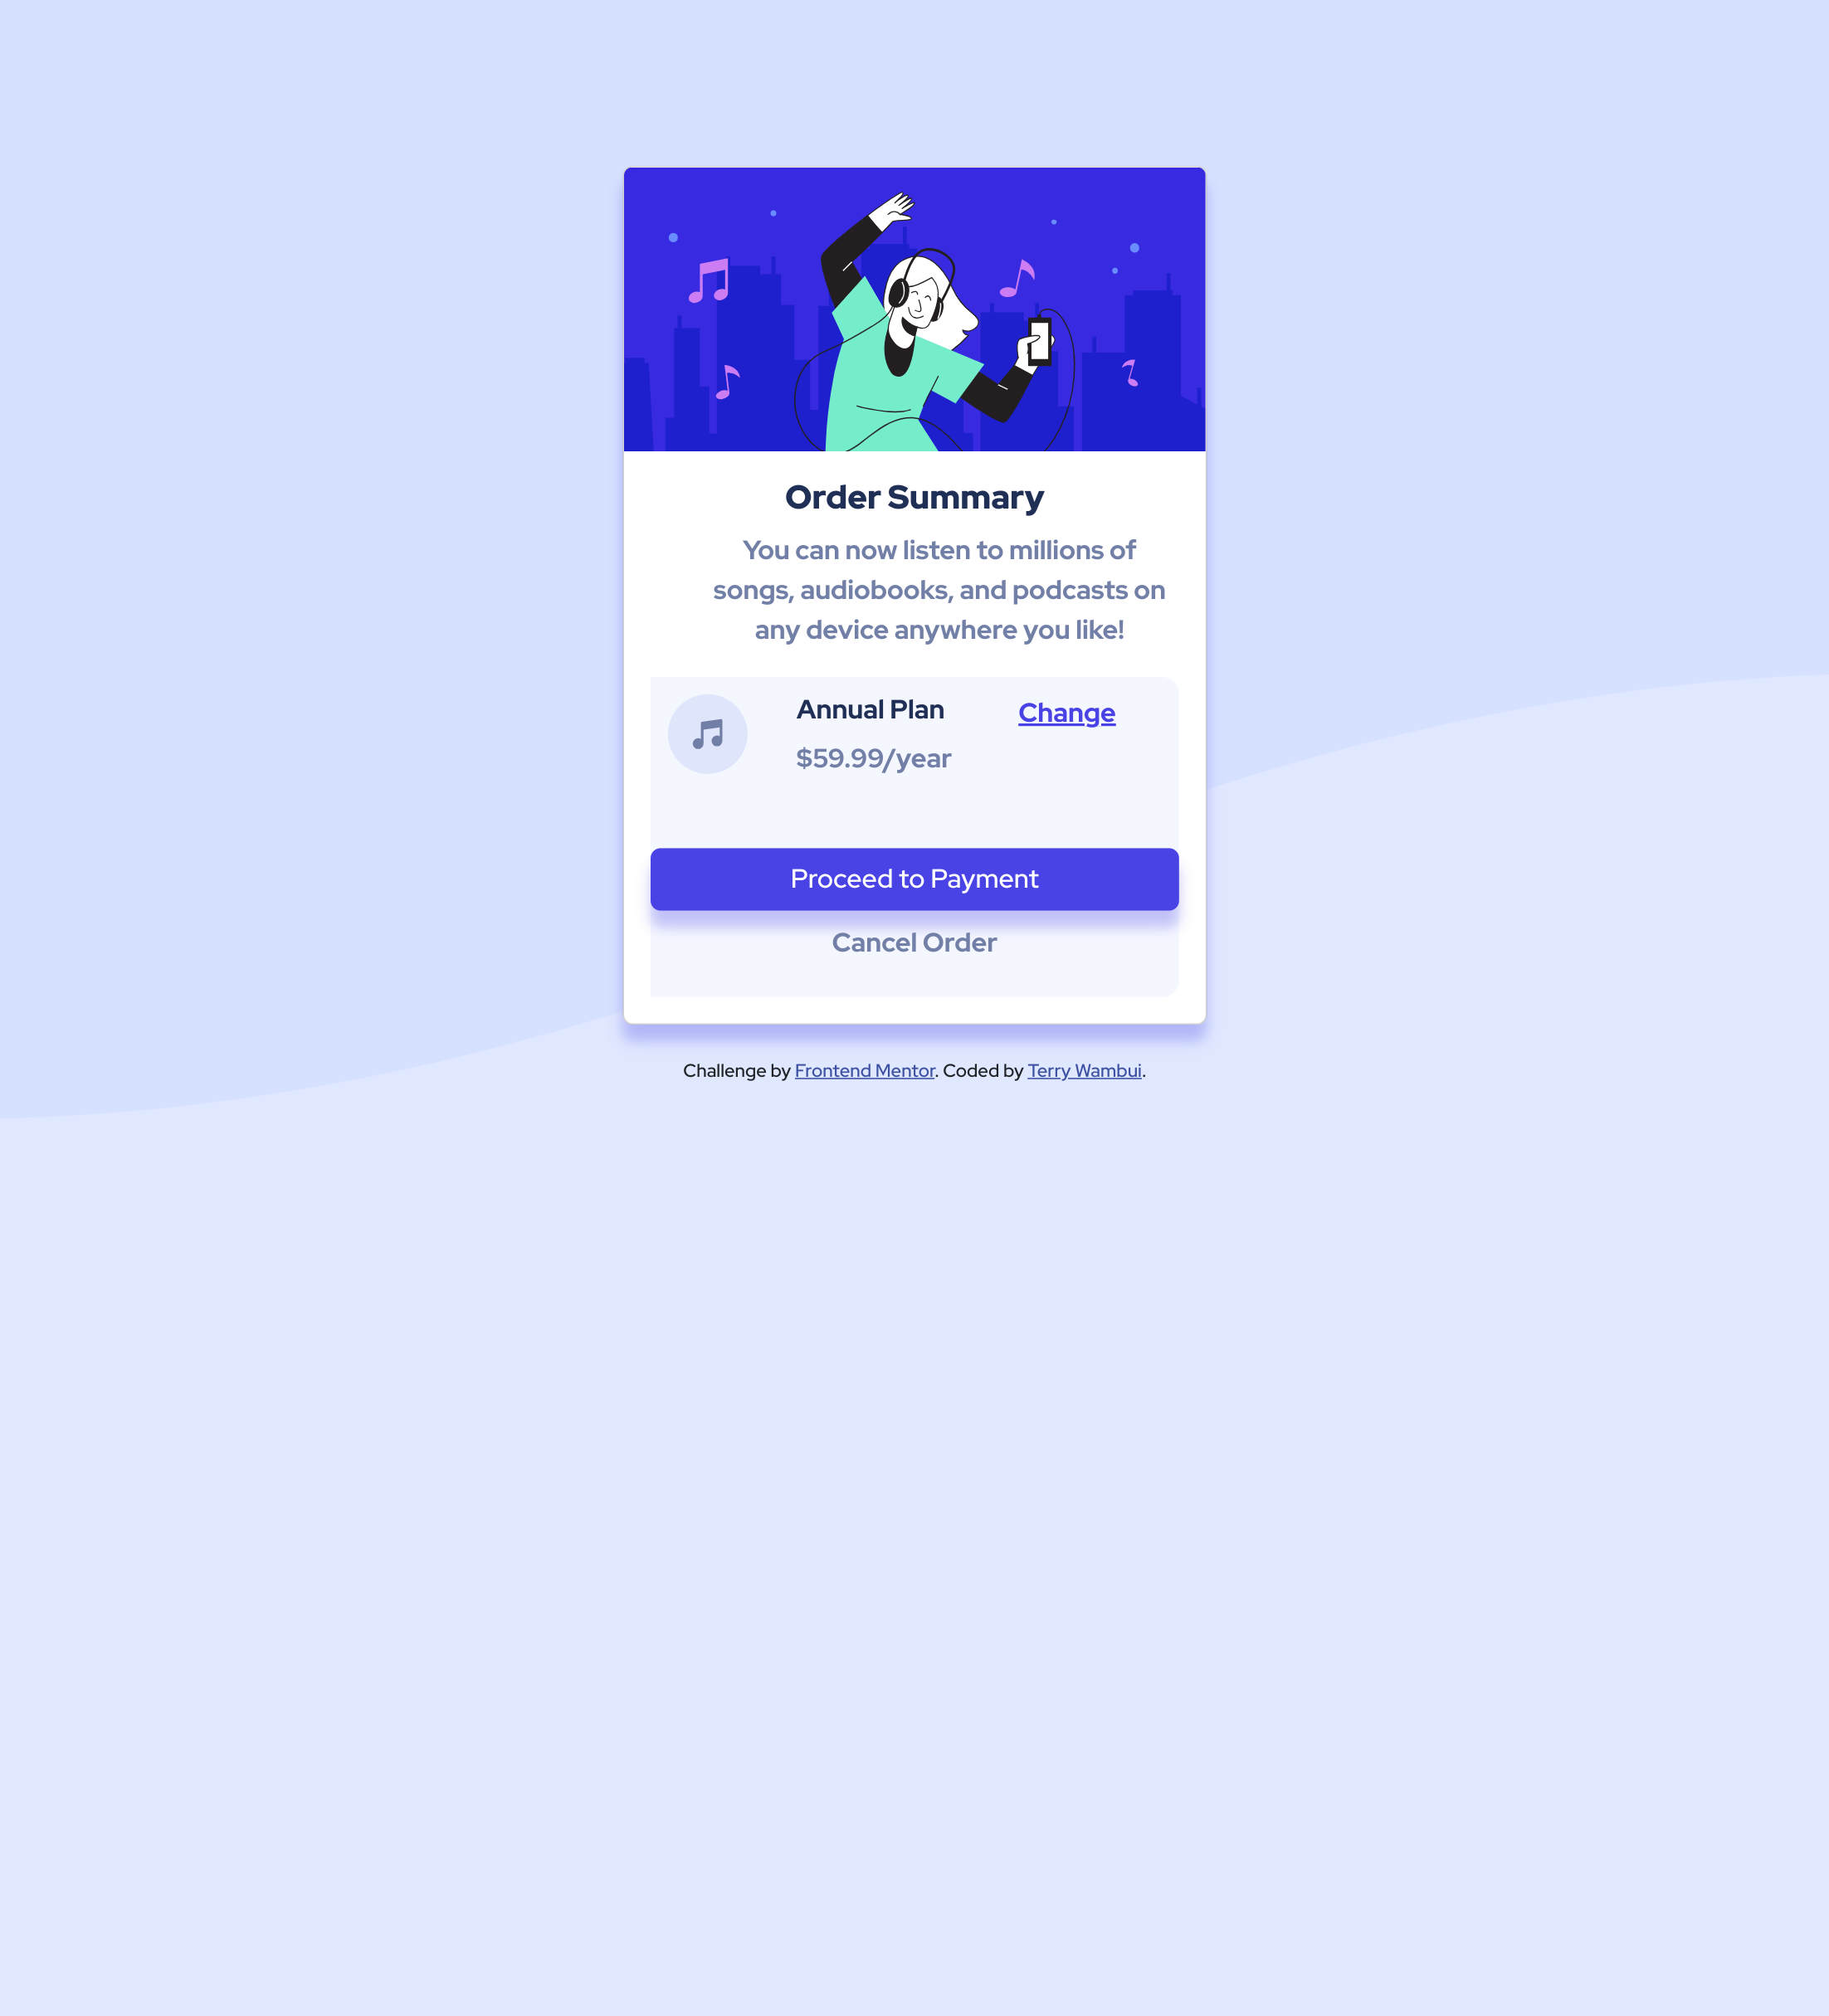 Order Summary
You can now listen to millions of
songs, audiobooks, and podcasts on
any device anywhere you like!
Annual Plan
Change
$59.99/year
Proceed to Payment
Cancel Order
Challenge by Frontend Mentor. Coded by Terry Wambui.